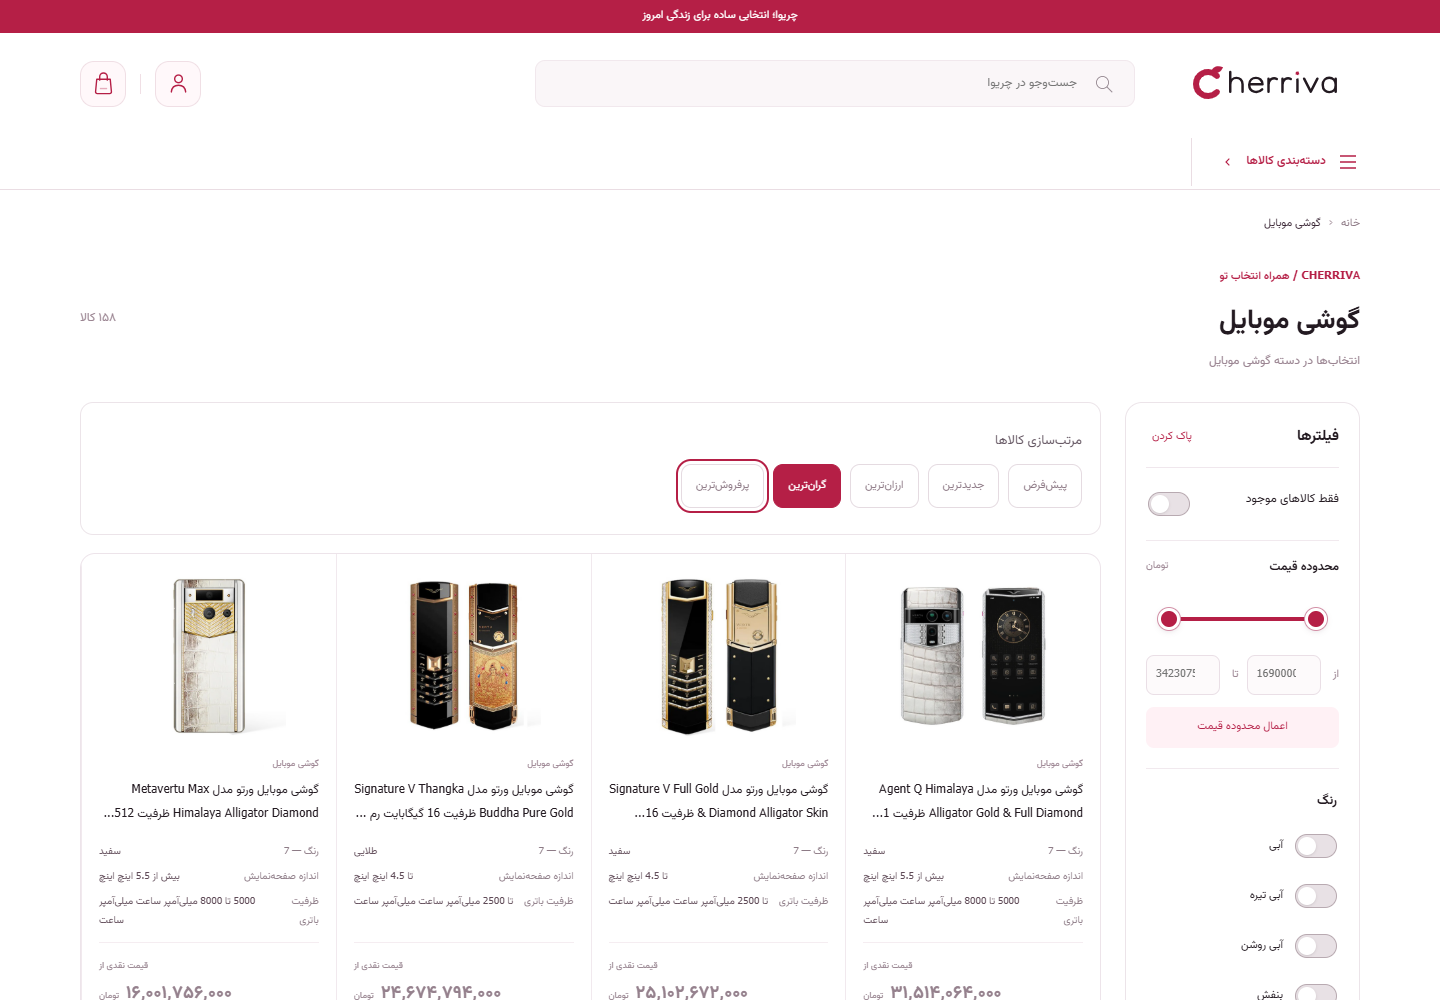 چریوا؛ انتخابی ساده برای زندگی امروز
Cherriva
جست‌وجو در چریوا
دسته‌بندی کالاها
خانه › گوشی موبایل
CHERRIVA / همراه انتخاب تو
گوشی موبایل
۱۵۸ کالا
انتخاب‌ها در دسته گوشی موبایل
فیلترها
پاک کردن
فقط کالاهای موجود
محدوده قیمت
تومان
از
1690000
تا
3423075
اعمال محدوده قیمت
رنگ
آبی
آبی تیره
آبی روشن
بنفش
مرتب‌سازی کالاها
پیش‌فرض
جدیدترین
ارزان‌ترین
گران‌ترین
پرفروش‌ترین
گوشی موبایل
گوشی موبایل ورتو مدل Agent Q Himalaya
Alligator Gold & Full Diamond ظرفیت 1...
رنگ — 7 سفید
اندازه صفحه‌نمایش بیش از 5.5 اینچ اینچ
ظرفیت باتری 5000 تا 8000 میلی‌آمپر ساعت میلی‌آمپر ساعت
قیمت نقدی از
۳۱,۵۱۴,۰۶۴,۰۰۰ تومان
گوشی موبایل
گوشی موبایل ورتو مدل Signature V Full Gold
& Diamond Alligator Skin ظرفیت 16...
رنگ — 7 سفید
اندازه صفحه‌نمایش تا 4.5 اینچ اینچ
ظرفیت باتری تا 2500 میلی‌آمپر ساعت میلی‌آمپر ساعت
قیمت نقدی از
۲۵,۱۰۲,۶۷۲,۰۰۰ تومان
گوشی موبایل
گوشی موبایل ورتو مدل Signature V Thangka
Buddha Pure Gold ظرفیت 16 گیگابایت رم ...
رنگ — 7 طلایی
اندازه صفحه‌نمایش تا 4.5 اینچ اینچ
ظرفیت باتری تا 2500 میلی‌آمپر ساعت میلی‌آمپر ساعت
قیمت نقدی از
۲۴,۶۷۴,۷۹۴,۰۰۰ تومان
گوشی موبایل
گوشی موبایل ورتو مدل Metavertu Max
Himalaya Alligator Diamond ظرفیت 512...
رنگ — 7 سفید
اندازه صفحه‌نمایش بیش از 5.5 اینچ اینچ
ظرفیت باتری 5000 تا 8000 میلی‌آمپر ساعت میلی‌آمپر ساعت
قیمت نقدی از
۱۶,۰۰۱,۷۵۶,۰۰۰ تومان